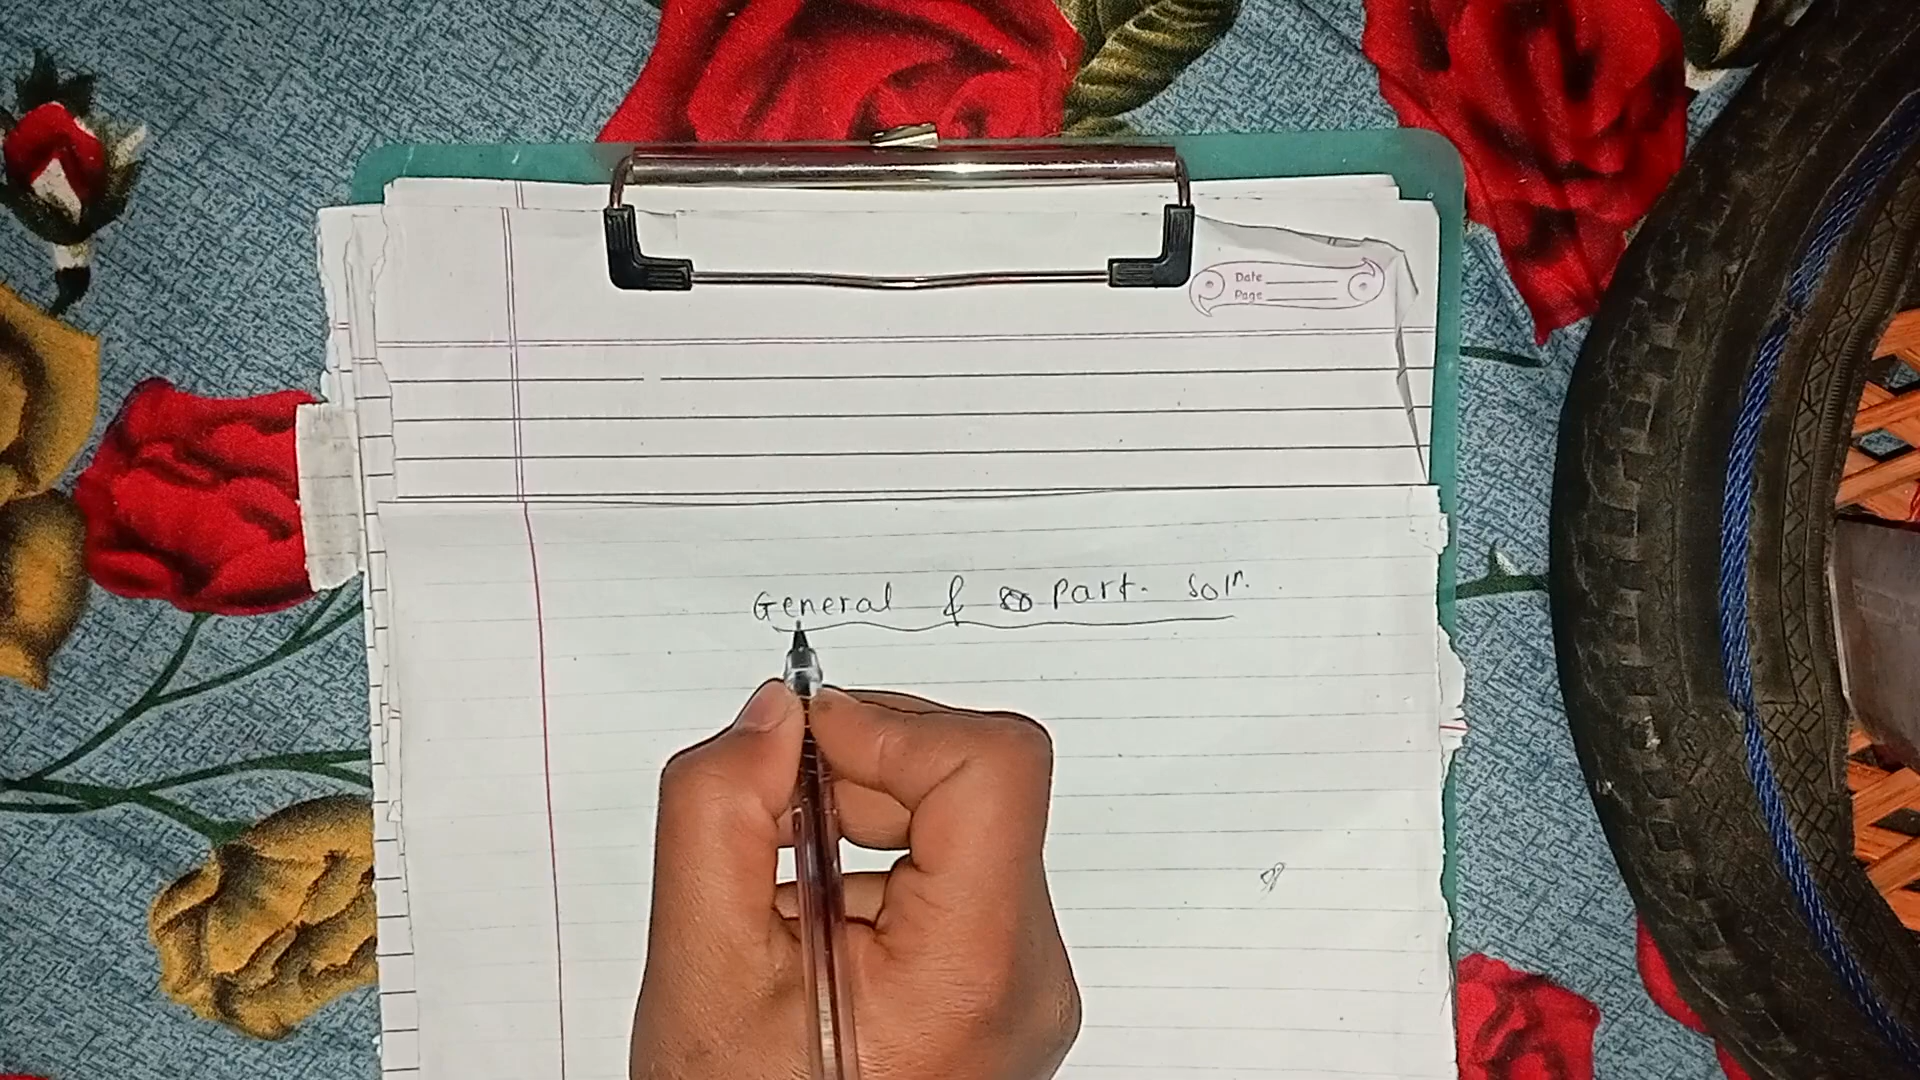 Date
Page
General & Part. Soln.